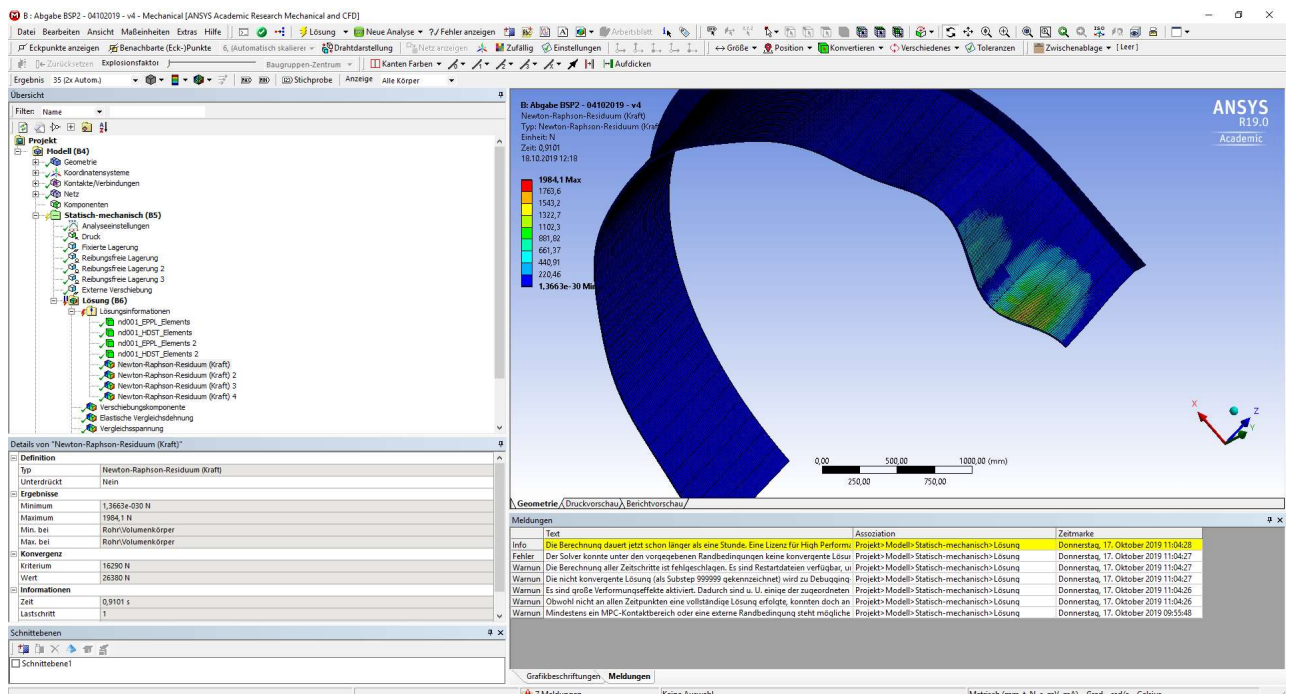 B : Abgabe BSP2 - 04102019 - v4 - Mechanical [ANSYS Academic Research Mechanical and CFD]
Datei Bearbeiten Ansicht Maßeinheiten Extras Hilfe Lösung Neue Analyse ?/ Fehler anzeigen Arbeitsblatt
Eckpunkte anzeigen Benachbarte (Eck-)Punkte 6, (Automatisch skalierer Drahtdarstellung Netz anzeigen Zufällig Einstellungen Größe Position Konvertieren Verschiedenes Toleranzen Zwischenablage [Leer]
Zurücksetzen Explosionsfaktor Baugruppen-Zentrum Kanten Farben Aufdicken
Ergebnis 35 (2x Autom.) Stichprobe Anzeige Alle Körper
Übersicht
Filter: Name
Projekt
Modell (B4)
Geometrie
Koordinatensysteme
Kontakte/Verbindungen
Netz
Komponenten
Statisch-mechanisch (B5)
Analyseeinstellungen
Druck
Fixierte Lagerung
Reibungsfreie Lagerung
Reibungsfreie Lagerung 2
Reibungsfreie Lagerung 3
Externe Verschiebung
Lösung (B6)
Lösungsinformationen
nd001_EPPL_Elements
nd001_HDST_Elements
nd001_EPPL_Elements 2
nd001_HDST_Elements 2
Newton-Raphson-Residuum (Kraft)
Newton-Raphson-Residuum (Kraft) 2
Newton-Raphson-Residuum (Kraft) 3
Newton-Raphson-Residuum (Kraft) 4
Verschiebungskomponente
Elastische Vergleichsdehnung
Vergleichsspannung
Details von "Newton-Raphson-Residuum (Kraft)"
Definition
Typ Newton-Raphson-Residuum (Kraft)
Unterdrückt Nein
Ergebnisse
Minimum 1,3663e-030 N
Maximum 1984,1 N
Min. bei Rohr\Volumenkörper
Max. bei Rohr\Volumenkörper
Konvergenz
Kriterium 16290 N
Wert 26380 N
Informationen
Zeit 0,9101 s
Lastschritt 1
Schnittebenen
Schnittebene1
B: Abgabe BSP2 - 04102019 - v4
Newton-Raphson-Residuum (Kraft)
Typ: Newton-Raphson-Residuum (Kraf
Einheit: N
Zeit: 0,9101
18.10.2019 12:18
1984,1 Max
1763,6
1543,2
1322,7
1102,3
881,82
661,37
440,91
220,46
1,3663e-30 Mi
ANSYS
R19.0
Academic
X
Z
Y
0,00 500,00 1000,00 (mm)
250,00 750,00
Geometrie Druckvorschau Berichtvorschau
Meldungen
Text Assoziation Zeitmarke
Info Die Berechnung dauert jetzt schon länger als eine Stunde. Eine Lizenz für High Performa Projekt>Modell>Statisch-mechanisch>Lösung Donnerstag, 17. Oktober 2019 11:04:28
Fehler Der Solver konnte unter den vorgegebenen Randbedingungen keine konvergente Lösur Projekt>Modell>Statisch-mechanisch>Lösung Donnerstag, 17. Oktober 2019 11:04:27
Warnun Die Berechnung aller Zeitschritte ist fehlgeschlagen. Es sind Restartdateien verfügbar, u Projekt>Modell>Statisch-mechanisch>Lösung Donnerstag, 17. Oktober 2019 11:04:27
Warnun Die nicht konvergente Lösung (als Substep 999999 gekennzeichnet) wird zu Debugging Projekt>Modell>Statisch-mechanisch>Lösung Donnerstag, 17. Oktober 2019 11:04:27
Warnun Es sind große Verformungseffekte aktiviert. Dadurch sind u. U. einige der zugeordneten Projekt>Modell>Statisch-mechanisch>Lösung Donnerstag, 17. Oktober 2019 11:04:26
Warnun Obwohl nicht an allen Zeitpunkten eine vollständige Lösung erfolgte, konnten doch an Projekt>Modell>Statisch-mechanisch>Lösung Donnerstag, 17. Oktober 2019 11:04:26
Warnun Mindestens ein MPC-Kontaktbereich oder eine externe Randbedingung steht mögliche Projekt>Modell>Statisch-mechanisch>Lösung Donnerstag, 17. Oktober 2019 09:55:48
Grafikbeschriftungen Meldungen